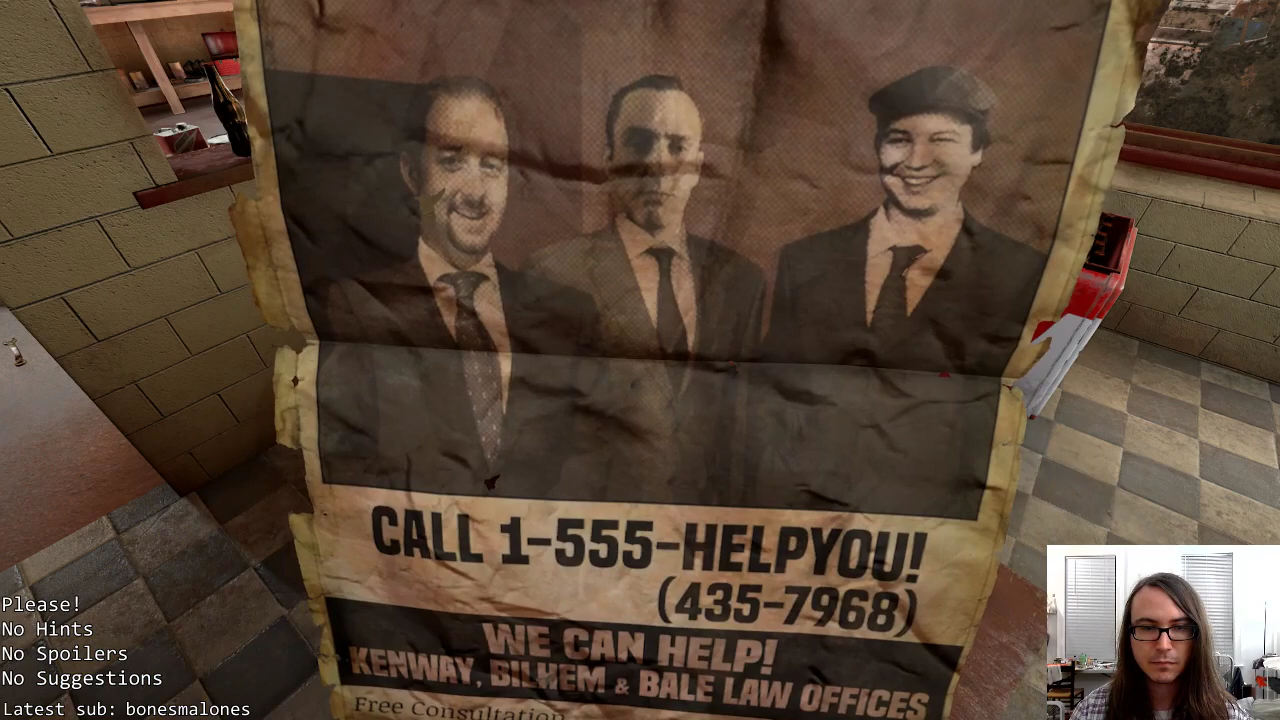 CALL 1-555-HELPYOU!
(435-7968)
WE CAN HELP!
KENWAY, BILHEM & BALE LAW OFFICES
Free Consultation
Please!
No Hints
No Spoilers
No Suggestions
Latest sub: bonesmalones